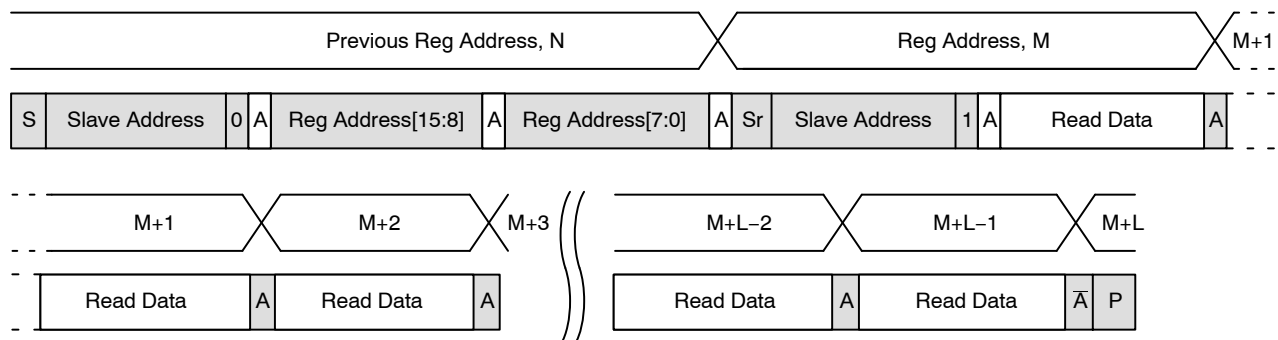 Previous Reg Address, N Reg Address, M M+1
S Slave Address 0 A Reg Address[15:8] A Reg Address[7:0] A Sr Slave Address 1 A Read Data A
M+1 M+2 M+3 M+L−2 M+L−1 M+L
Read Data A Read Data A Read Data A Read Data A̅ P